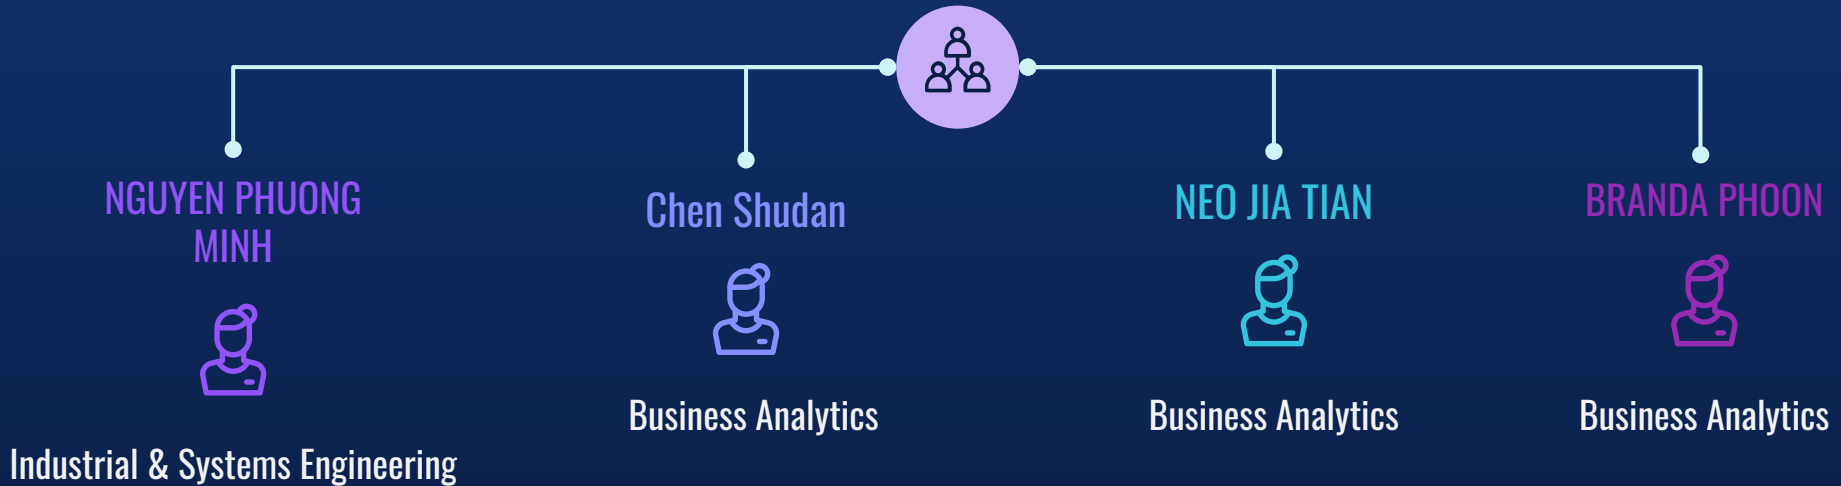 NGUYEN PHUONG
MINH
Chen Shudan
NEO JIA TIAN
BRANDA PHOON
Industrial & Systems Engineering
Business Analytics
Business Analytics
Business Analytics